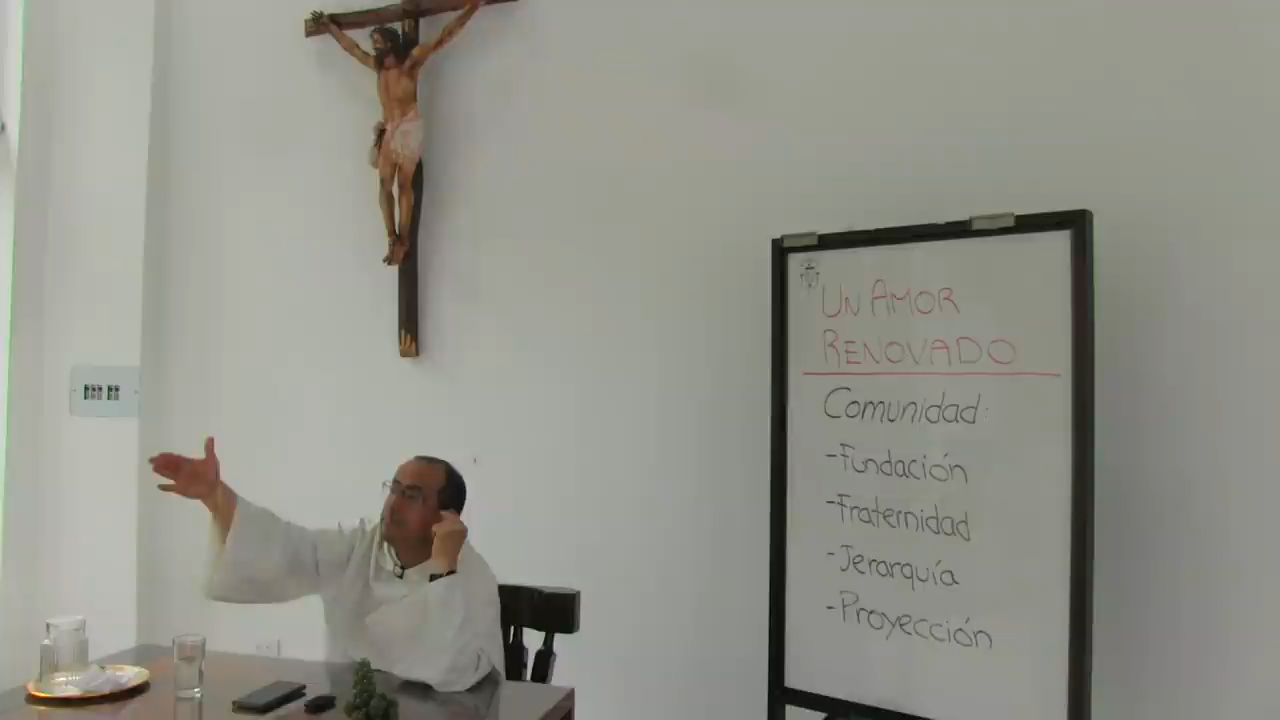 UN AMOR
RENOVADO
Comunidad:
-Fundación
-Fraternidad
-Jerarquía
-Proyección